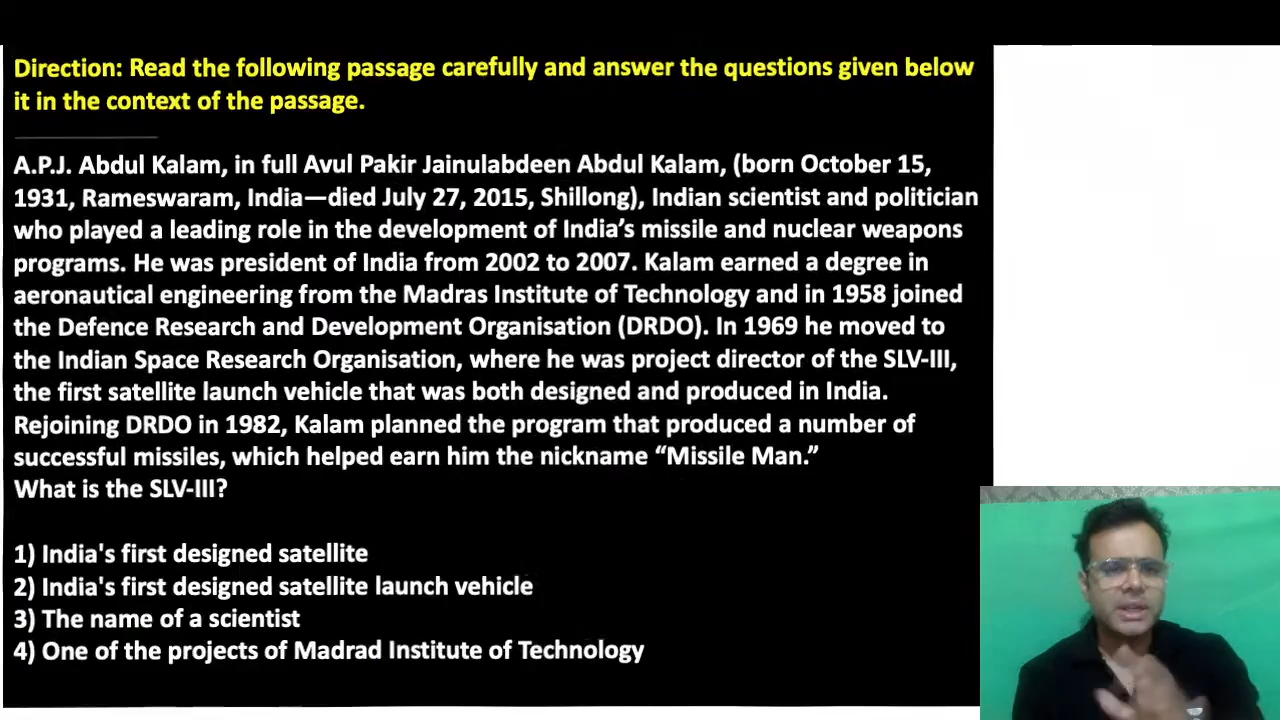 Direction: Read the following passage carefully and answer the questions given below
it in the context of the passage.
A.P.J. Abdul Kalam, in full Avul Pakir Jainulabdeen Abdul Kalam, (born October 15,
1931, Rameswaram, India—died July 27, 2015, Shillong), Indian scientist and politician
who played a leading role in the development of India’s missile and nuclear weapons
programs. He was president of India from 2002 to 2007. Kalam earned a degree in
aeronautical engineering from the Madras Institute of Technology and in 1958 joined
the Defence Research and Development Organisation (DRDO). In 1969 he moved to
the Indian Space Research Organisation, where he was project director of the SLV-III,
the first satellite launch vehicle that was both designed and produced in India.
Rejoining DRDO in 1982, Kalam planned the program that produced a number of
successful missiles, which helped earn him the nickname “Missile Man.”
What is the SLV-III?
1) India's first designed satellite
2) India's first designed satellite launch vehicle
3) The name of a scientist
4) One of the projects of Madrad Institute of Technology